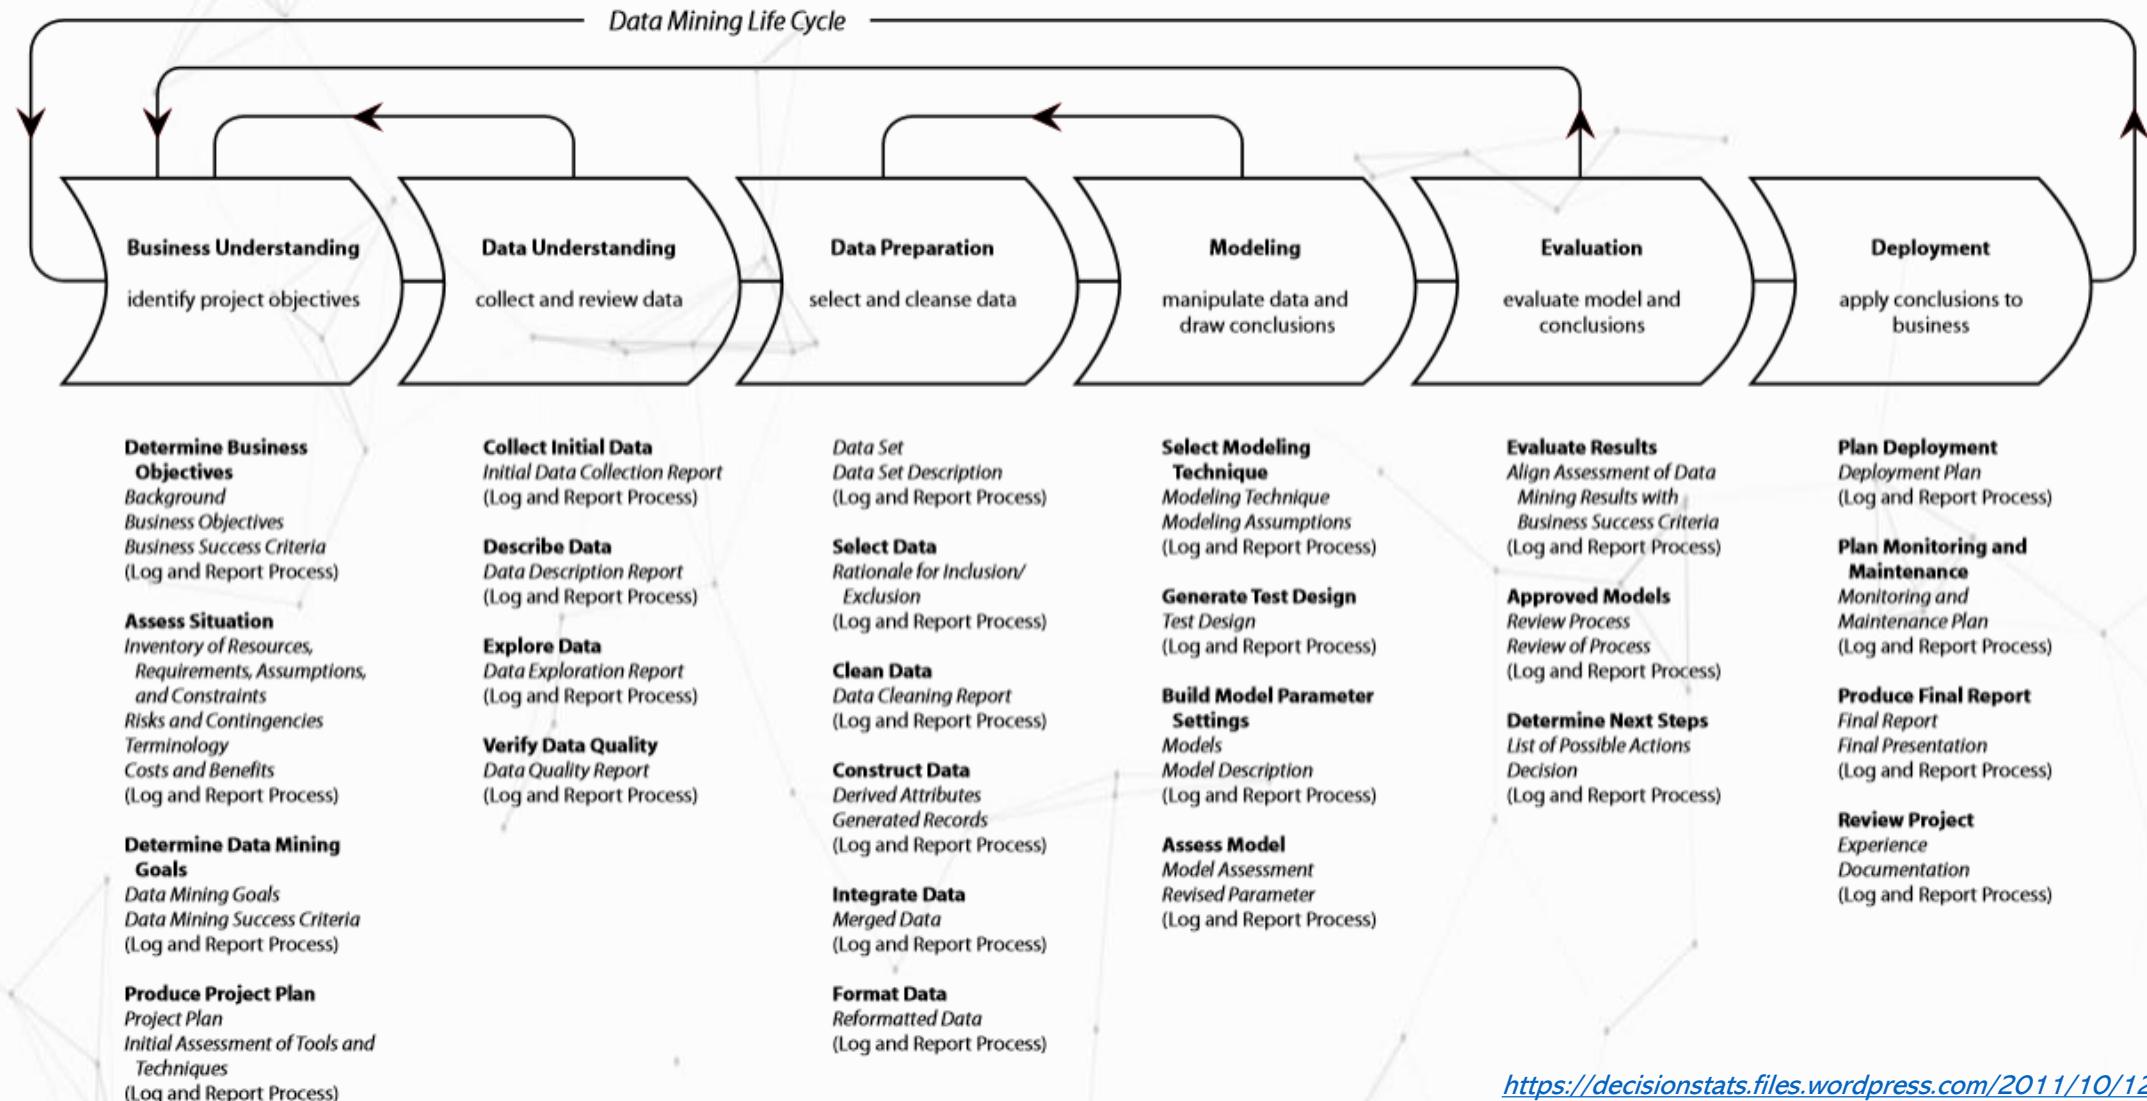 Data Mining Life Cycle
Business Understanding
identify project objectives
Data Understanding
collect and review data
Data Preparation
select and cleanse data
Modeling
manipulate data and
draw conclusions
Evaluation
evaluate model and
conclusions
Deployment
apply conclusions to
business
Determine Business
Objectives
Background
Business Objectives
Business Success Criteria
(Log and Report Process)
Assess Situation
Inventory of Resources,
Requirements, Assumptions,
and Constraints
Risks and Contingencies
Terminology
Costs and Benefits
(Log and Report Process)
Determine Data Mining
Goals
Data Mining Goals
Data Mining Success Criteria
(Log and Report Process)
Produce Project Plan
Project Plan
Initial Assessment of Tools and
Techniques
(Log and Report Process)
Collect Initial Data
Initial Data Collection Report
(Log and Report Process)
Describe Data
Data Description Report
(Log and Report Process)
Explore Data
Data Exploration Report
(Log and Report Process)
Verify Data Quality
Data Quality Report
(Log and Report Process)
Data Set
Data Set Description
(Log and Report Process)
Select Data
Rationale for Inclusion/
Exclusion
(Log and Report Process)
Clean Data
Data Cleaning Report
(Log and Report Process)
Construct Data
Derived Attributes
Generated Records
(Log and Report Process)
Integrate Data
Merged Data
(Log and Report Process)
Format Data
Reformatted Data
(Log and Report Process)
Select Modeling
Technique
Modeling Technique
Modeling Assumptions
(Log and Report Process)
Generate Test Design
Test Design
(Log and Report Process)
Build Model Parameter
Settings
Models
Model Description
(Log and Report Process)
Assess Model
Model Assessment
Revised Parameter
(Log and Report Process)
Evaluate Results
Align Assessment of Data
Mining Results with
Business Success Criteria
(Log and Report Process)
Approved Models
Review Process
Review of Process
(Log and Report Process)
Determine Next Steps
List of Possible Actions
Decision
(Log and Report Process)
Plan Deployment
Deployment Plan
(Log and Report Process)
Plan Monitoring and
Maintenance
Monitoring and
Maintenance Plan
(Log and Report Process)
Produce Final Report
Final Report
Final Presentation
(Log and Report Process)
Review Project
Experience
Documentation
(Log and Report Process)
https://decisionstats.files.wordpress.com/2011/10/12